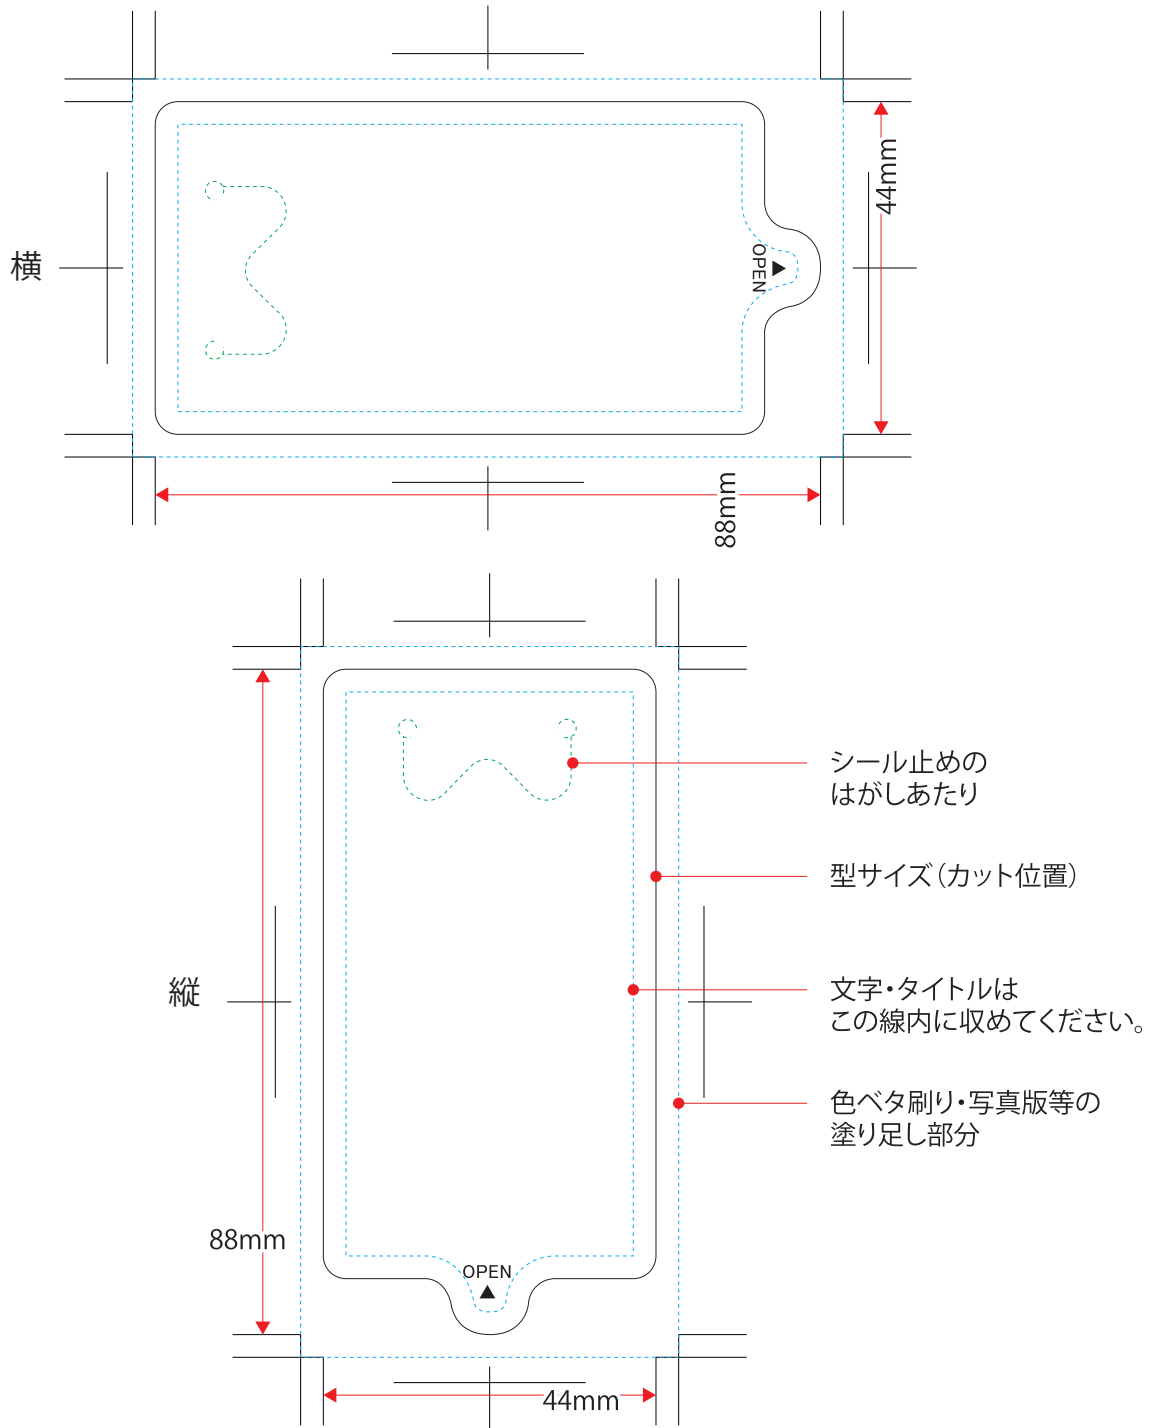 44mm
横
OPEN
88mm
シール止めの
はがしあたり
型サイズ（カット位置）
文字・タイトルは
この線内に収めてください。
縦
色ベタ刷り・写真版等の
塗り足し部分
88mm
OPEN
44mm